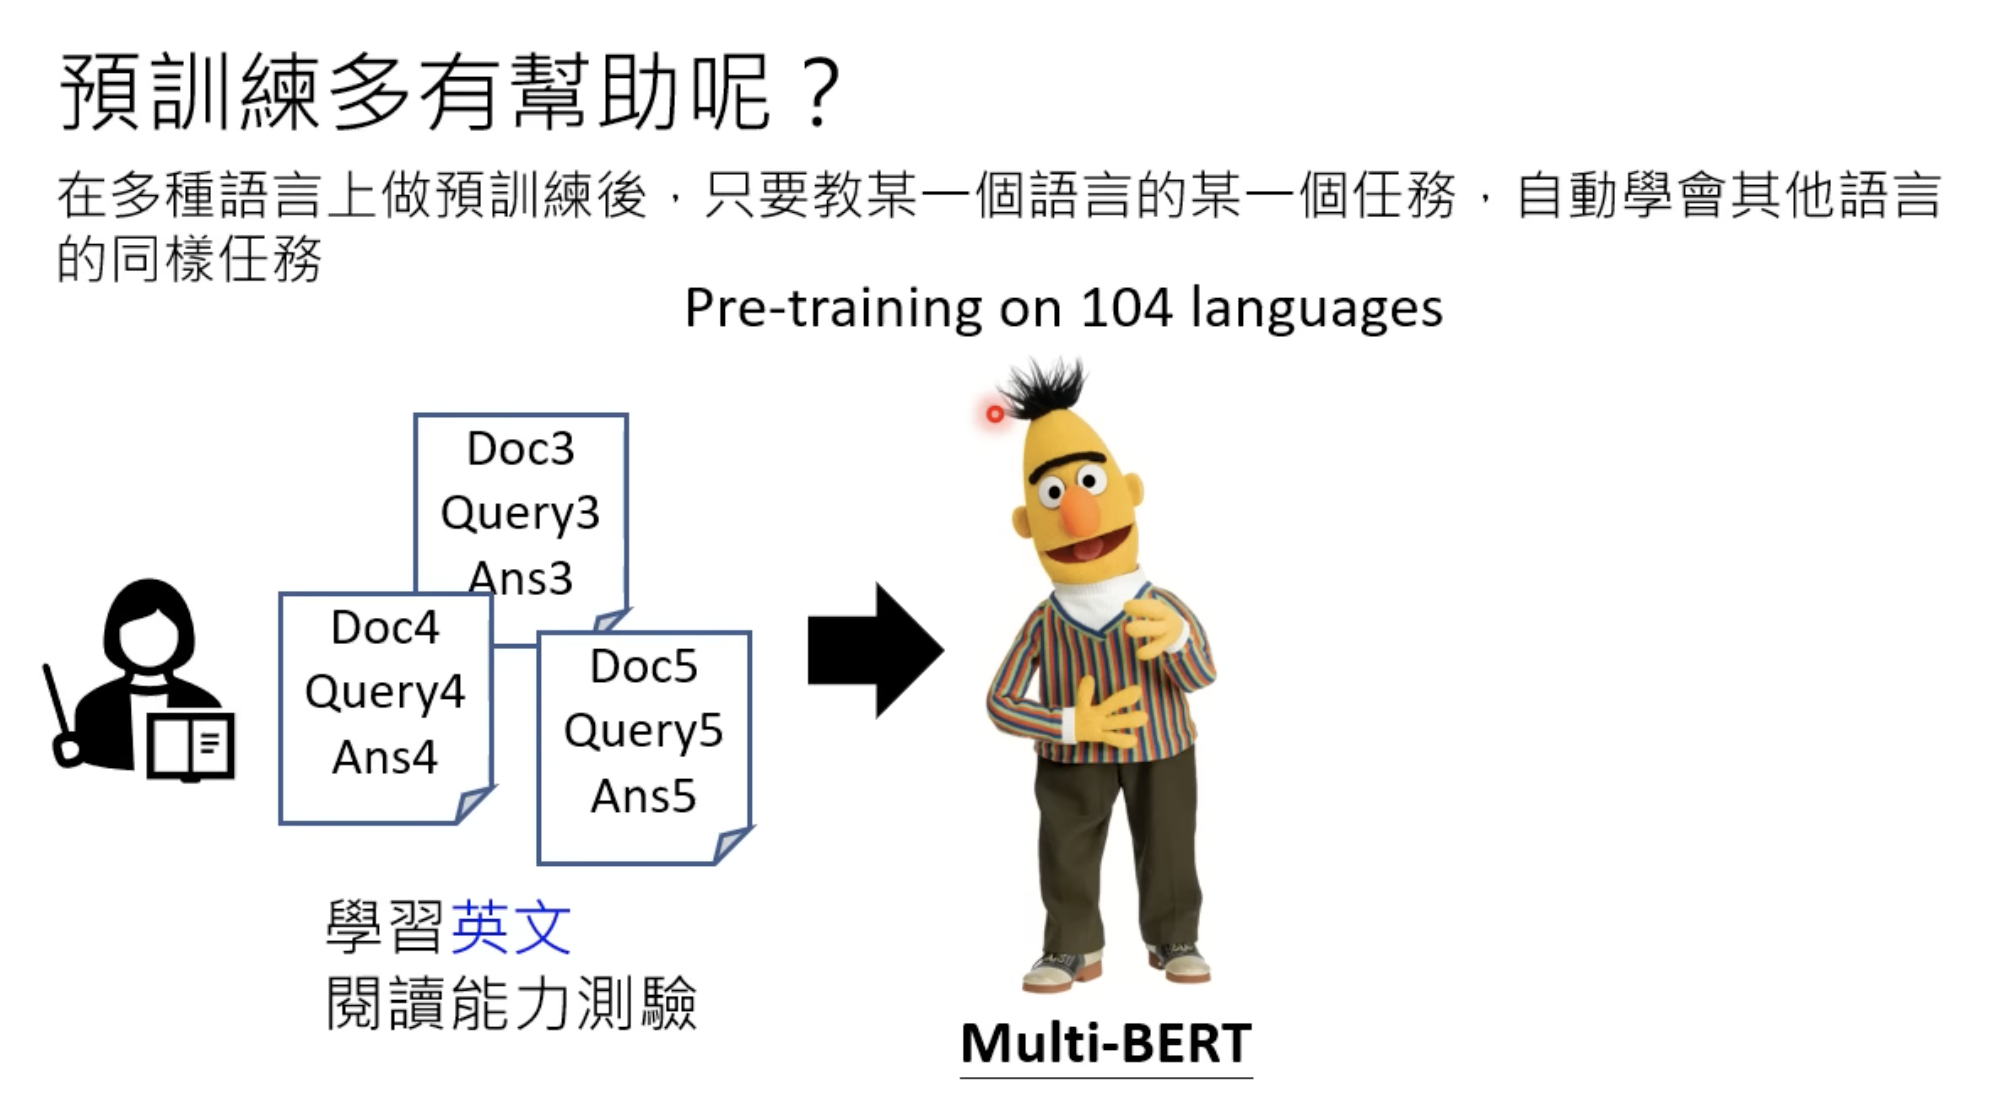 預訓練多有幫助呢？
在多種語言上做預訓練後，只要教某一個語言的某一個任務，自動學會其他語言
的同樣任務
Pre-training on 104 languages
Doc3
Query3
Ans3
Doc4
Query4
Ans4
Doc5
Query5
Ans5
學習英文
閱讀能力測驗
Multi-BERT